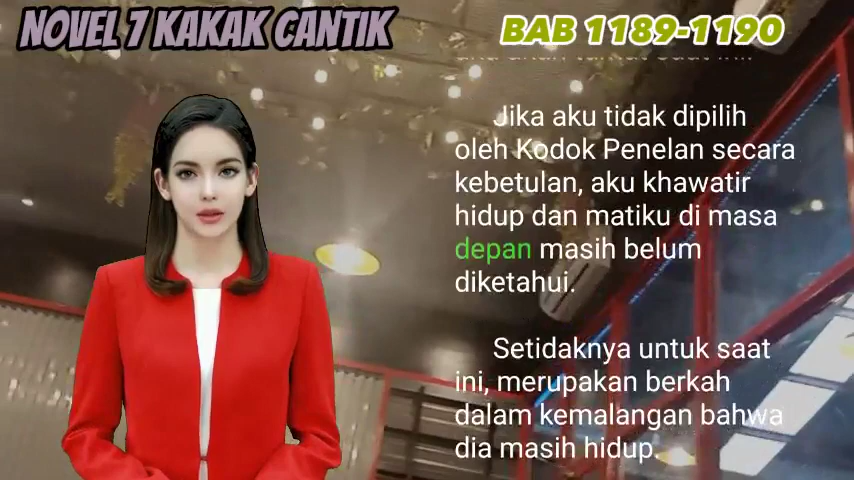 NOVEL 7 KAKAK CANTIK
BAB 1189-1190
Jika aku tidak dipilih
oleh Kodok Penelan secara
kebetulan, aku khawatir
hidup dan matiku di masa
depan masih belum
diketahui.
Setidaknya untuk saat
ini, merupakan berkah
dalam kemalangan bahwa
dia masih hidup.